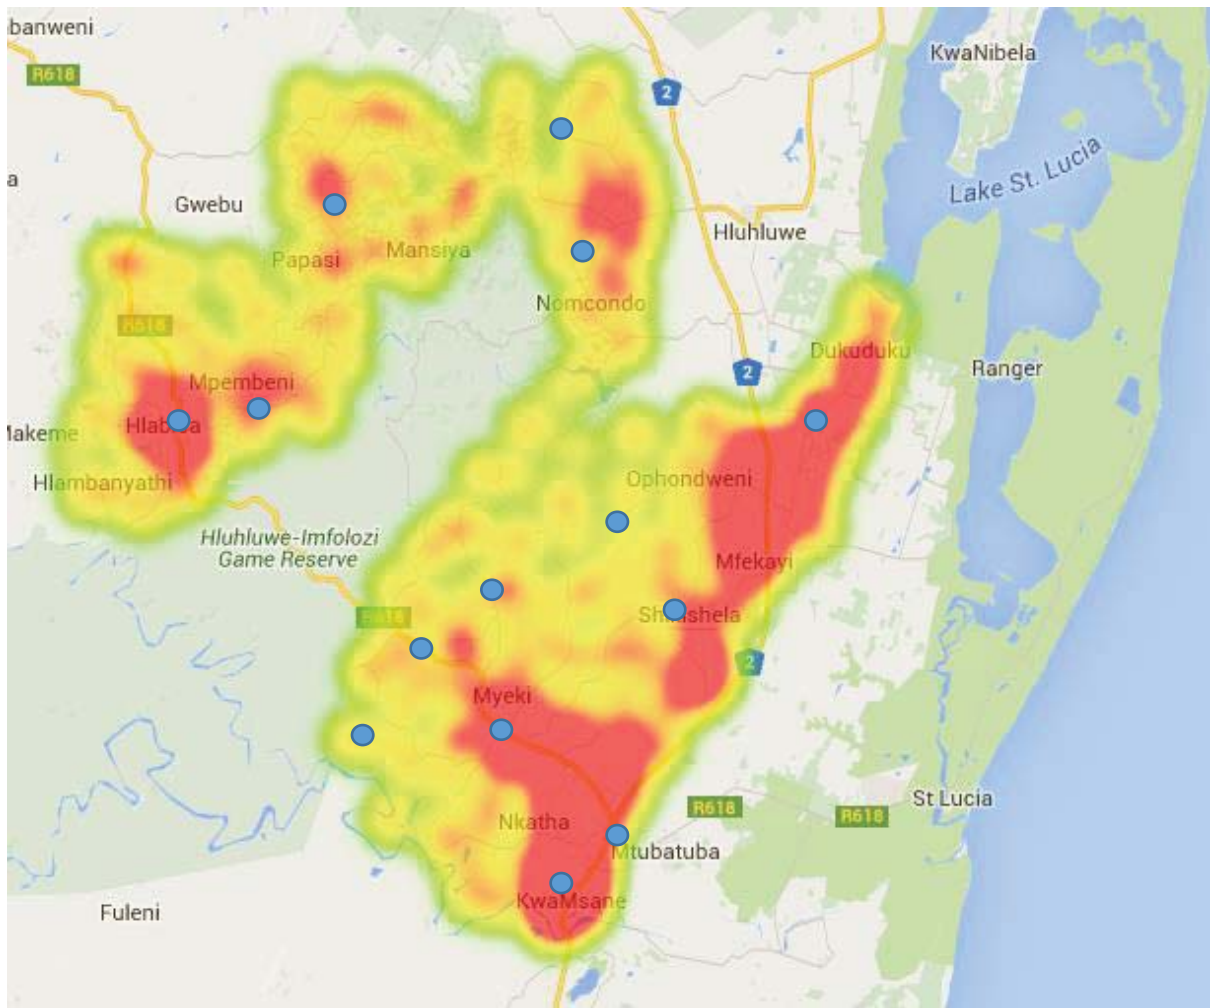 banweni
R618
KwaNibela
2
a
Lake St. Lucia
Gwebu
Hluhluwe
Papasi
Mansiya
Nomcondo
R618
Dukuduku
2
Ranger
Mpembeni
Makeme
Ophondweni
Hlambanyathi
Hluhluwe-Imfolozi
Game Reserve
Mfekayi
R618
2
Myeki
St Lucia
R618
R618
Nkatha
Mtubatuba
KwaMsane
Fuleni